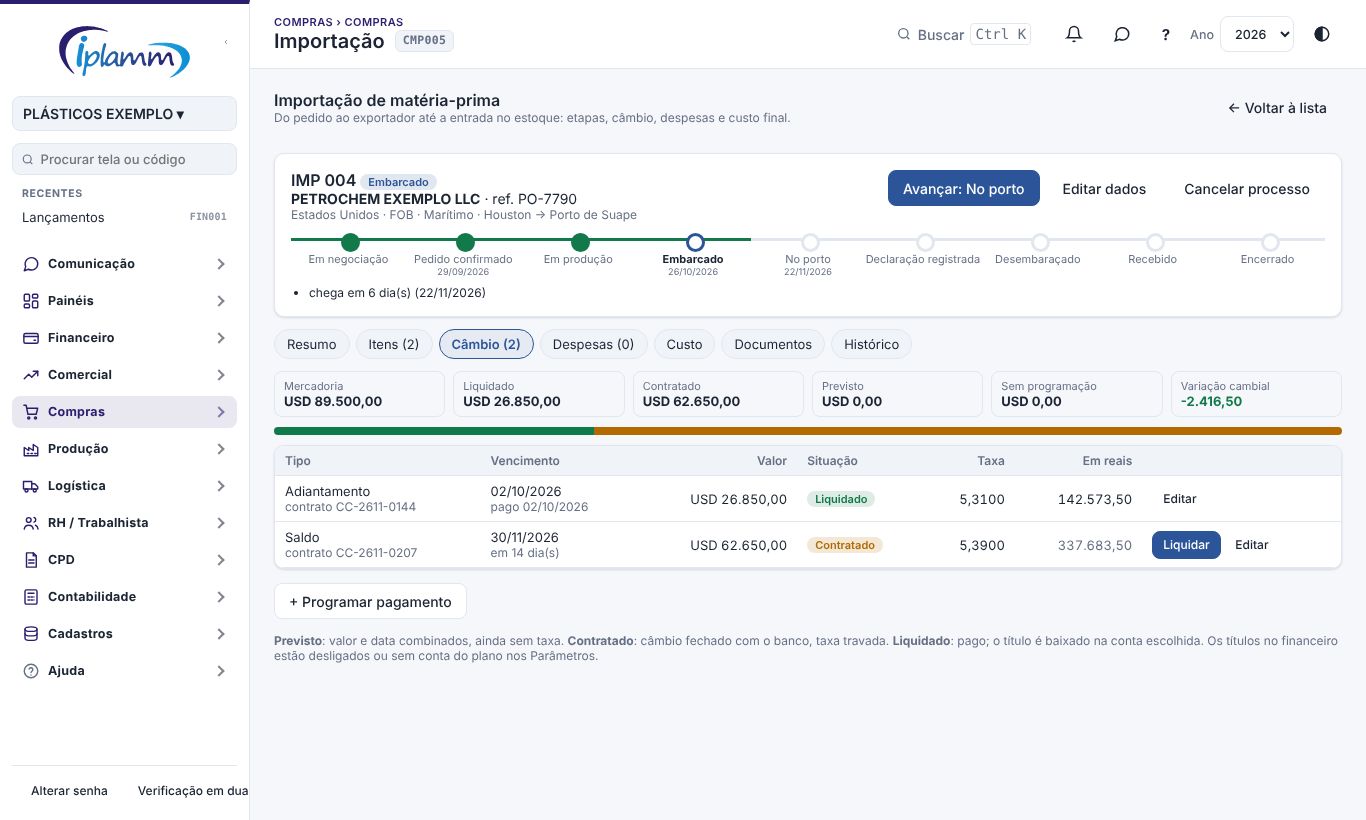 iplamm
PLÁSTICOS EXEMPLO ▾
Procurar tela ou código
RECENTES
Lançamentos FIN001
Comunicação
Painéis
Financeiro
Comercial
Compras
Produção
Logística
RH / Trabalhista
CPD
Contabilidade
Cadastros
Ajuda
Alterar senha Verificação em dua
COMPRAS › COMPRAS
Importação CMP005
Buscar Ctrl K ? Ano 2026
Importação de matéria-prima
Do pedido ao exportador até a entrada no estoque: etapas, câmbio, despesas e custo final.
← Voltar à lista
IMP 004 Embarcado
PETROCHEM EXEMPLO LLC · ref. PO-7790
Estados Unidos · FOB · Marítimo · Houston → Porto de Suape
Avançar: No porto Editar dados Cancelar processo
Em negociação Pedido confirmado Em produção Embarcado No porto Declaração registrada Desembaraçado Recebido Encerrado
29/09/2026 26/10/2026 22/11/2026
• chega em 6 dia(s) (22/11/2026)
Resumo Itens (2) Câmbio (2) Despesas (0) Custo Documentos Histórico
Mercadoria Liquidado Contratado Previsto Sem programação Variação cambial
USD 89.500,00 USD 26.850,00 USD 62.650,00 USD 0,00 USD 0,00 -2.416,50
Tipo Vencimento Valor Situação Taxa Em reais
Adiantamento 02/10/2026 USD 26.850,00 Liquidado 5,3100 142.573,50 Editar
contrato CC-2611-0144 pago 02/10/2026
Saldo 30/11/2026 USD 62.650,00 Contratado 5,3900 337.683,50 Liquidar Editar
contrato CC-2611-0207 em 14 dia(s)
+ Programar pagamento
Previsto: valor e data combinados, ainda sem taxa. Contratado: câmbio fechado com o banco, taxa travada. Liquidado: pago; o título é baixado na conta escolhida. Os títulos no financeiro
estão desligados ou sem conta do plano nos Parâmetros.